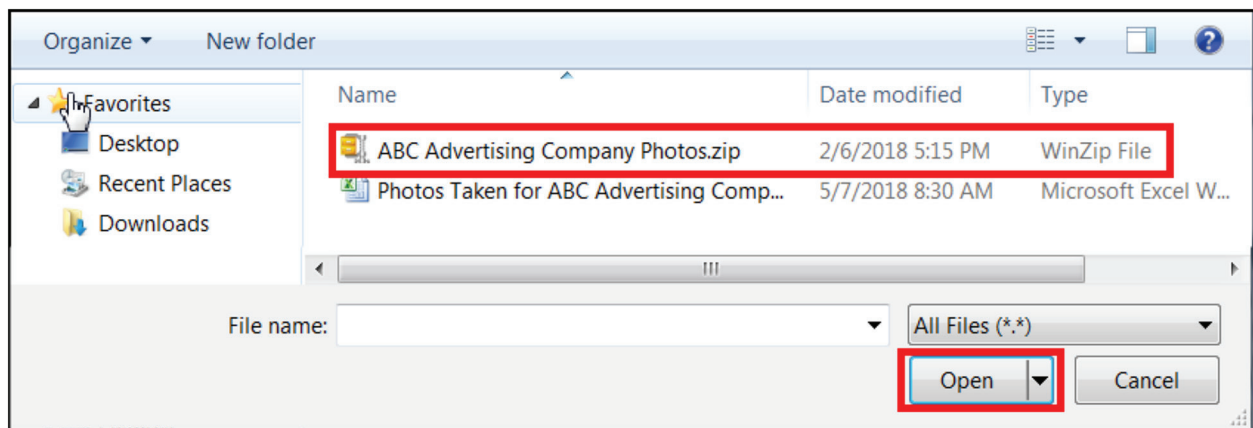 Organize New folder
Favorites
Desktop
Recent Places
Downloads
Name Date modified Type
ABC Advertising Company Photos.zip 2/6/2018 5:15 PM WinZip File
Photos Taken for ABC Advertising Comp... 5/7/2018 8:30 AM Microsoft Excel W...
File name: All Files (*.*)
Open Cancel